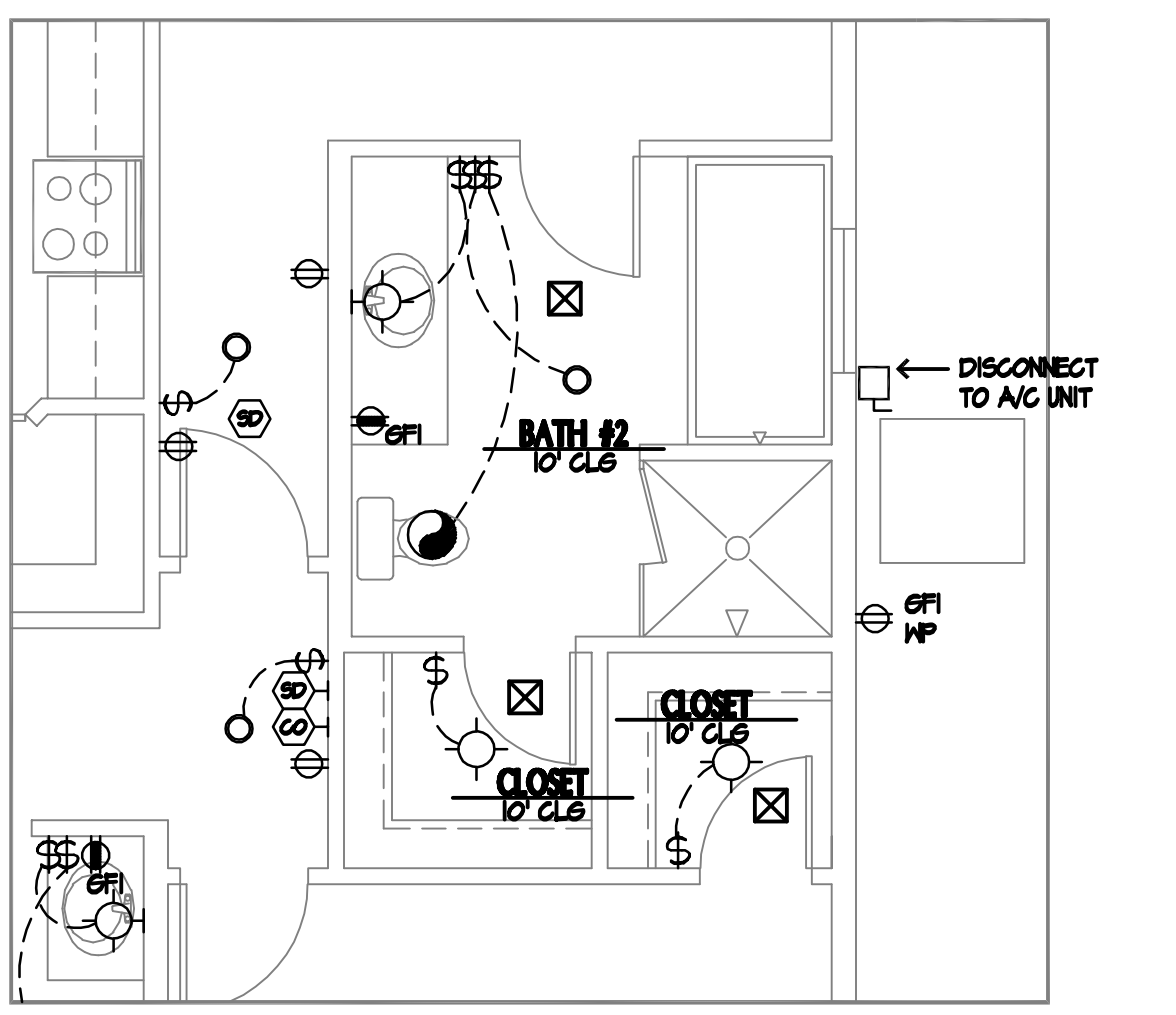 $$$
DISCONNECT
TO A/C UNIT
$
SD
GFI
BATH #2
10' CLG
GFI
WP
$
SD
CO
$
CLOSET
10' CLG
CLOSET
10' CLG
$$
$
GFI